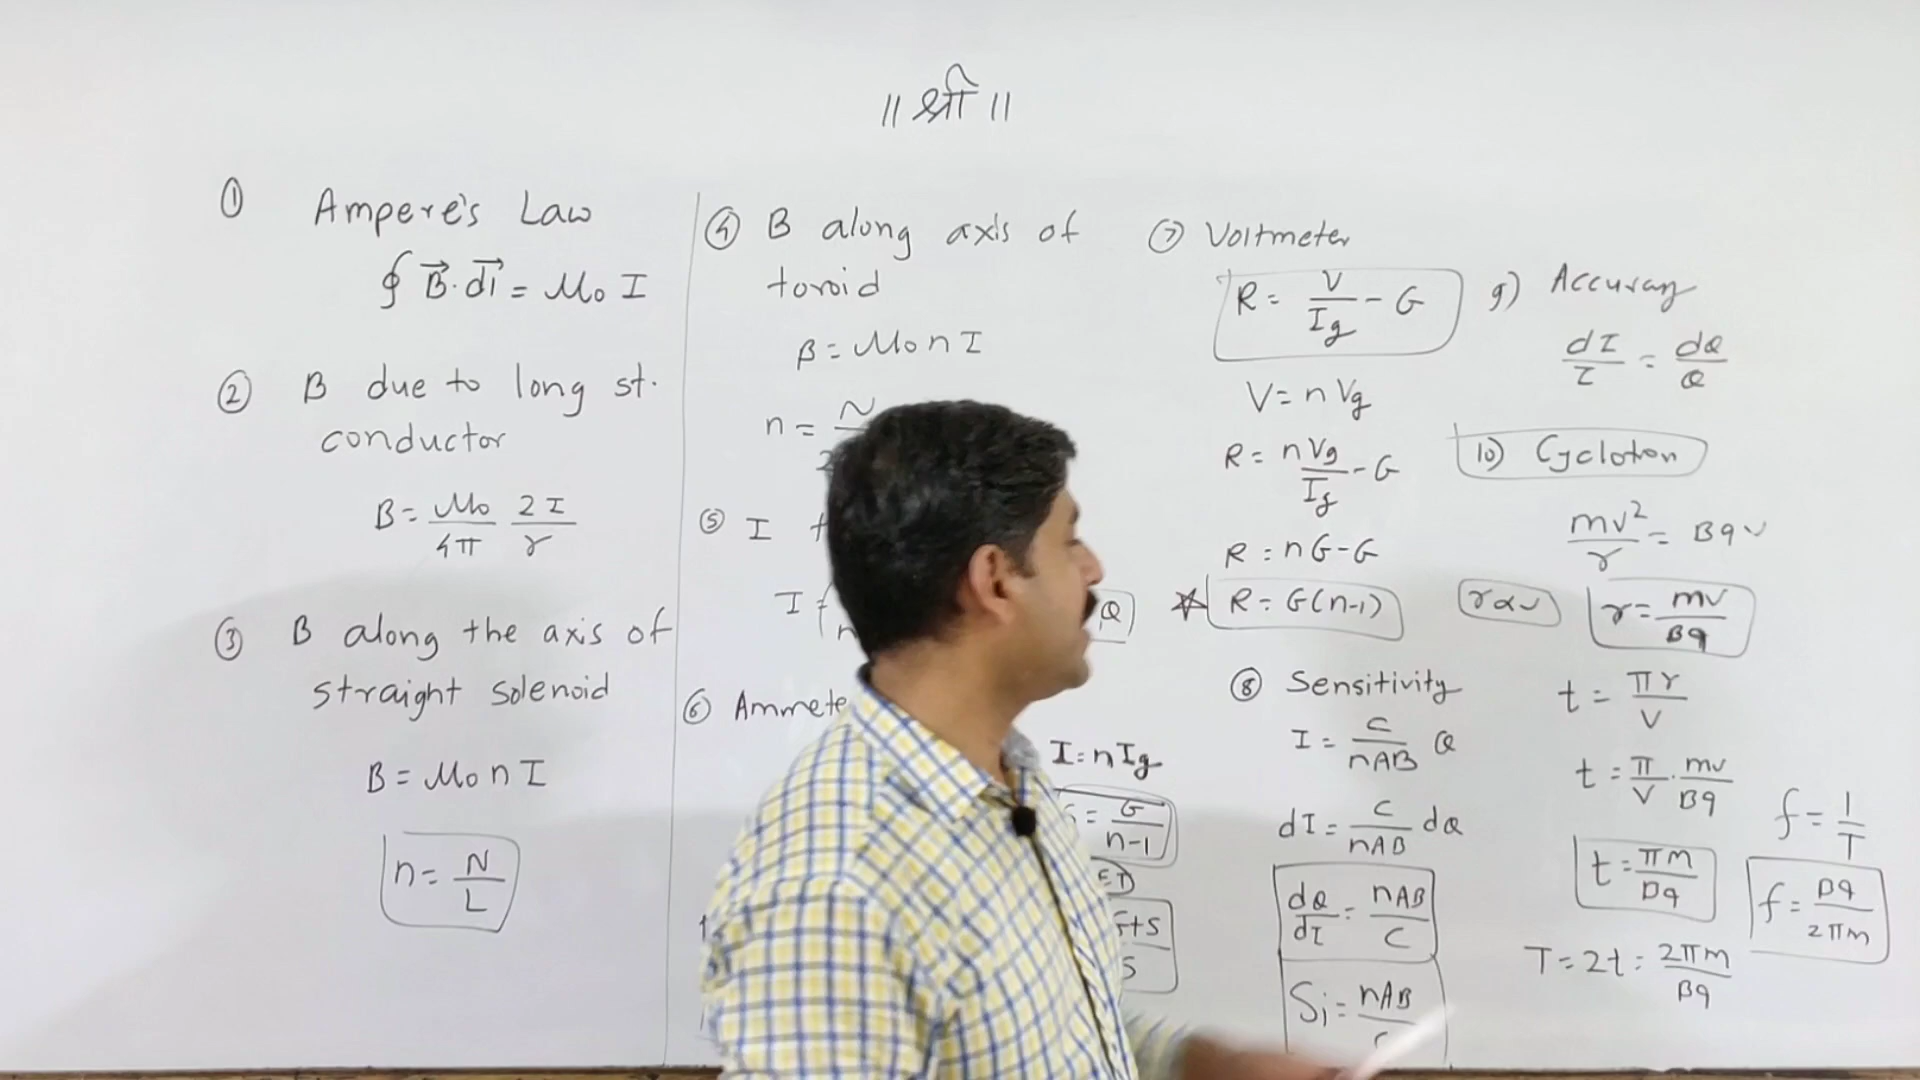 ॥ श्री ॥
① Ampere's Law
∮ B⃗·dl⃗ = μ₀ I
② B due to long st.
conductor
B = μ₀/4π 2I/r
③ B along the axis of
straight solenoid
B = μ₀ n I
n = N/L
④ B along axis of
toroid
B = μ₀ n I
n = N
⑤ I
I =
⑥ Ammete
I = nIg
= G/n-1
G+S/S
⑦ Voltmeter
R = V/Ig - G
V = nVg
R = nVg/Ig - G
R = nG - G
☆ R = G(n-1)
⑧ Sensitivity
I = C/nAB θ
dI = C/nAB dθ
dθ/dI = nAB/C
Si = nAB
9) Accuracy
dI/I = dθ/θ
10) Cyclotron
mv²/r = Bqv
r∝v r = mv/Bq
t = πr/v
t = π/v · mv/Bq
t = πm/Bq
T = 2t = 2πm/Bq
f = 1/T
f = Bq/2πm